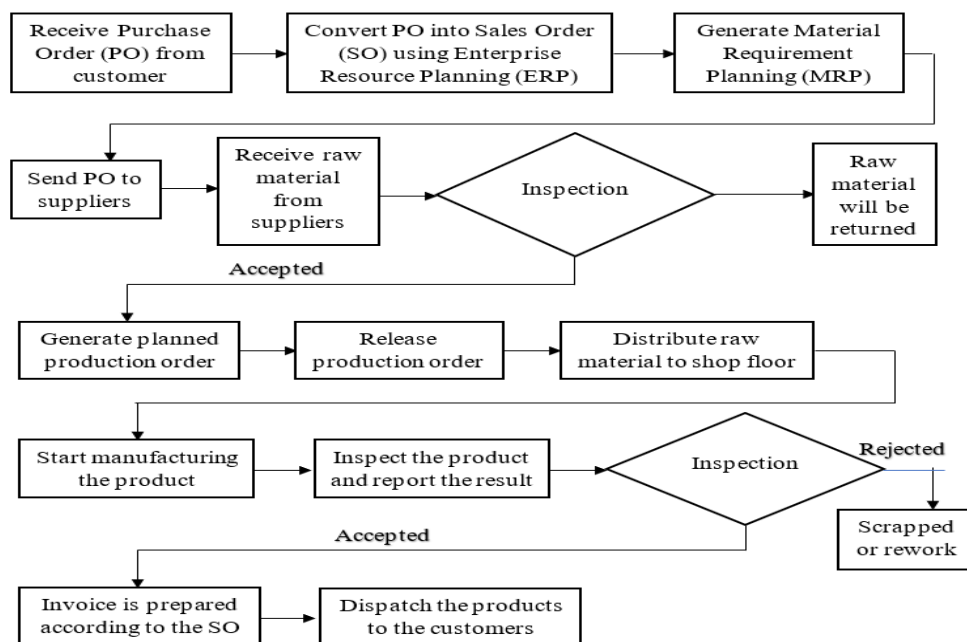 Receive Purchase
Order (PO) from
customer
Convert PO into Sales
Order (SO) using Enterprise
Resource Planning (ERP)
Generate Material
Requirement
Planning (MRP)
Send PO to
suppliers
Receive raw
material
from
suppliers
Inspection
Raw
material
will be
returned
Accepted
Generate planned
production order
Release
production order
Distribute raw
material to shop floor
Start manufacturing
the product
Inspect the product
and report the result
Inspection
Rejected
Scrapped
or rework
Accepted
Invoice is prepared
according to the SO
Dispatch the products
to the customers